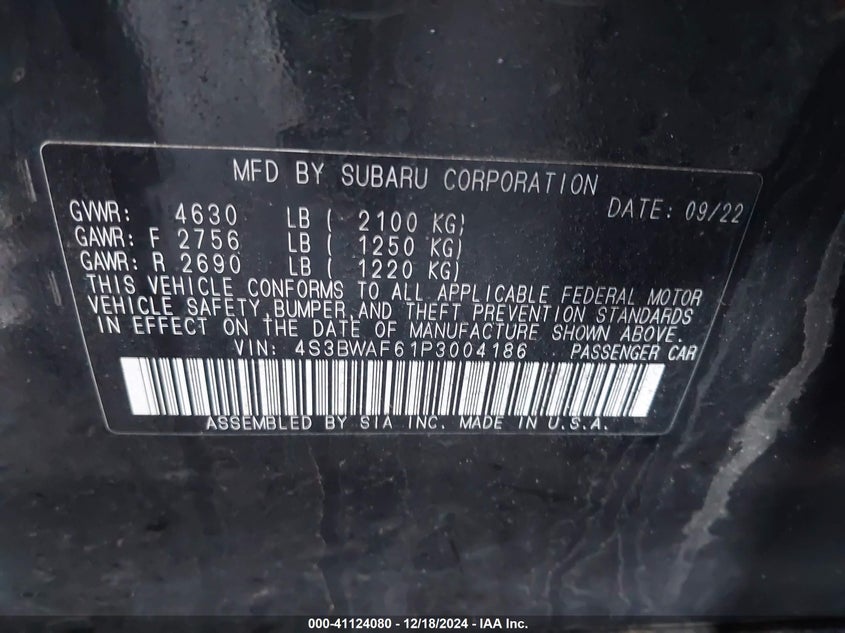 MFD BY SUBARU CORPORATION
DATE: 09/22
GVWR: 4630 LB ( 2100 KG)
GAWR: F 2756 LB ( 1250 KG)
GAWR: R 2690 LB ( 1220 KG)
THIS VEHICLE CONFORMS TO ALL APPLICABLE FEDERAL MOTOR
VEHICLE SAFETY,BUMPER,AND THEFT PREVENTION STANDARDS
IN EFFECT ON THE DATE OF MANUFACTURE SHOWN ABOVE.
VIN: 4S3BWAF61P3004186 PASSENGER CAR
ASSEMBLED BY SIA INC. MADE IN U.S.A.
000-41124080 - 12/18/2024 - IAA Inc.